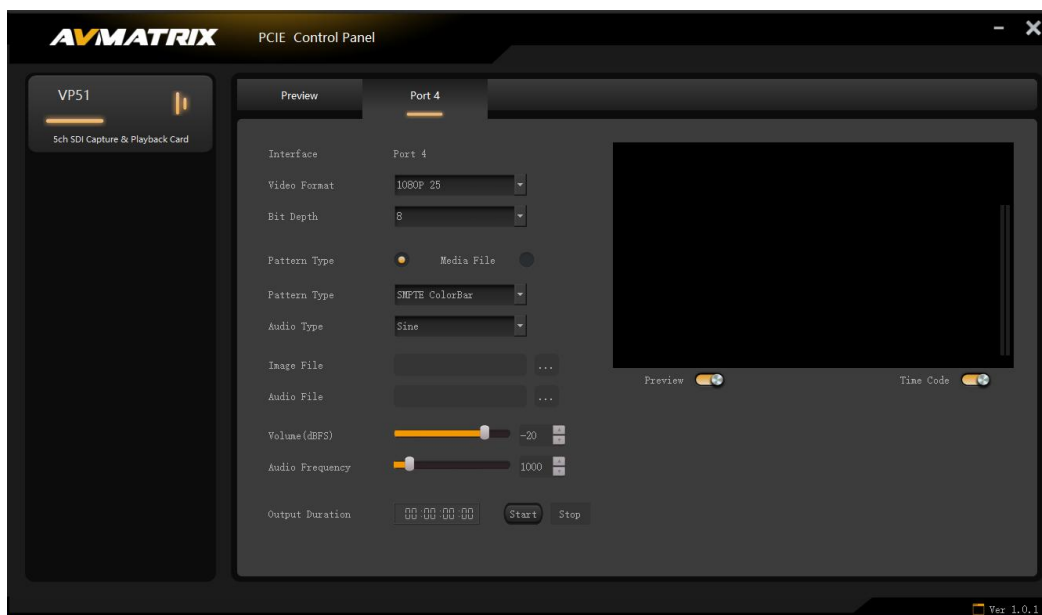 AVMATRIX PCIE Control Panel
VP51
5ch SDI Capture & Playback Card
Preview Port 4
Interface Port 4
Video Format 1080P 25
Bit Depth 8
Pattern Type Media File
Pattern Type SMPTE ColorBar
Audio Type Sine
Image File ...
Audio File ...
Preview Time Code
Volume(dBFS) -20
Audio Frequency 1000
Output Duration 00:00:00:00 Start Stop
Ver 1.0.1